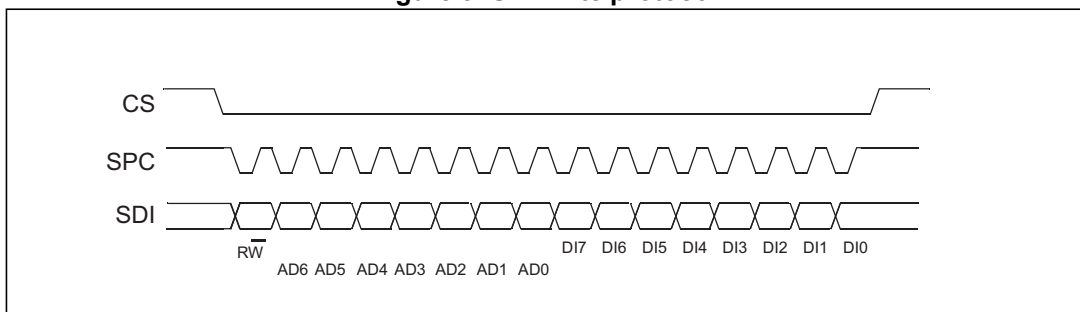 CS
SPC
SDI
RW
DI7 DI6 DI5 DI4 DI3 DI2 DI1 DI0
AD6 AD5 AD4 AD3 AD2 AD1 AD0